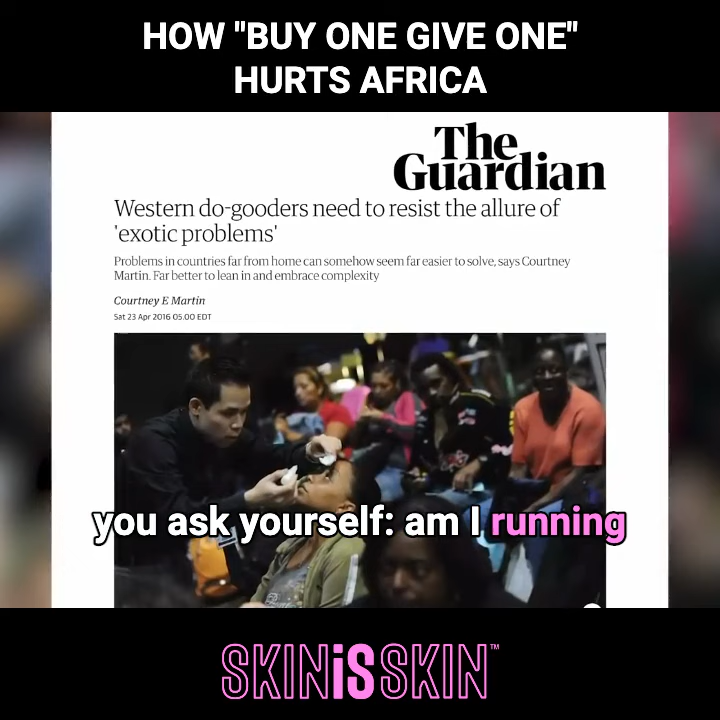 HOW "BUY ONE GIVE ONE"
HURTS AFRICA
The
Guardian
Western do-gooders need to resist the allure of
'exotic problems'
Problems in countries far from home can somehow seem far easier to solve, says Courtney
Martin. Far better to lean in and embrace complexity
Courtney E Martin
Sat 23 Apr 2016 05.00 EDT
you ask yourself: am I running
SKINiSSKIN™